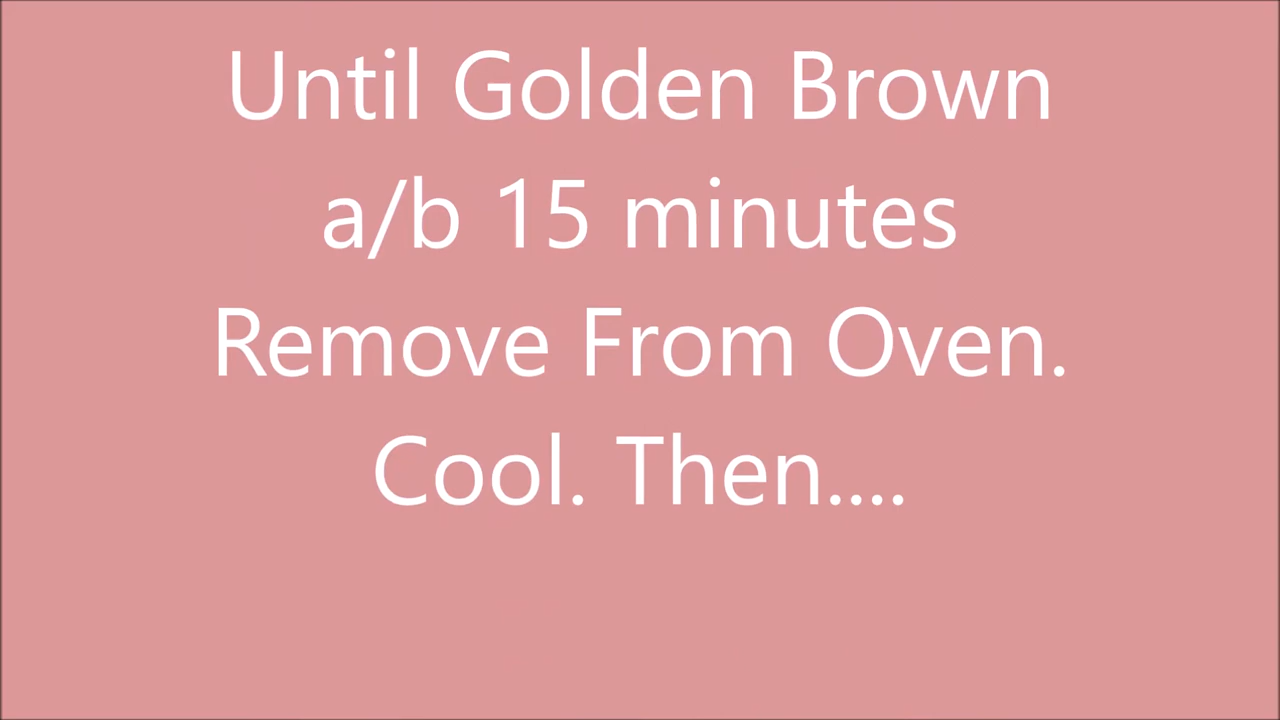 Until Golden Brown
a/b 15 minutes
Remove From Oven.
Cool. Then....